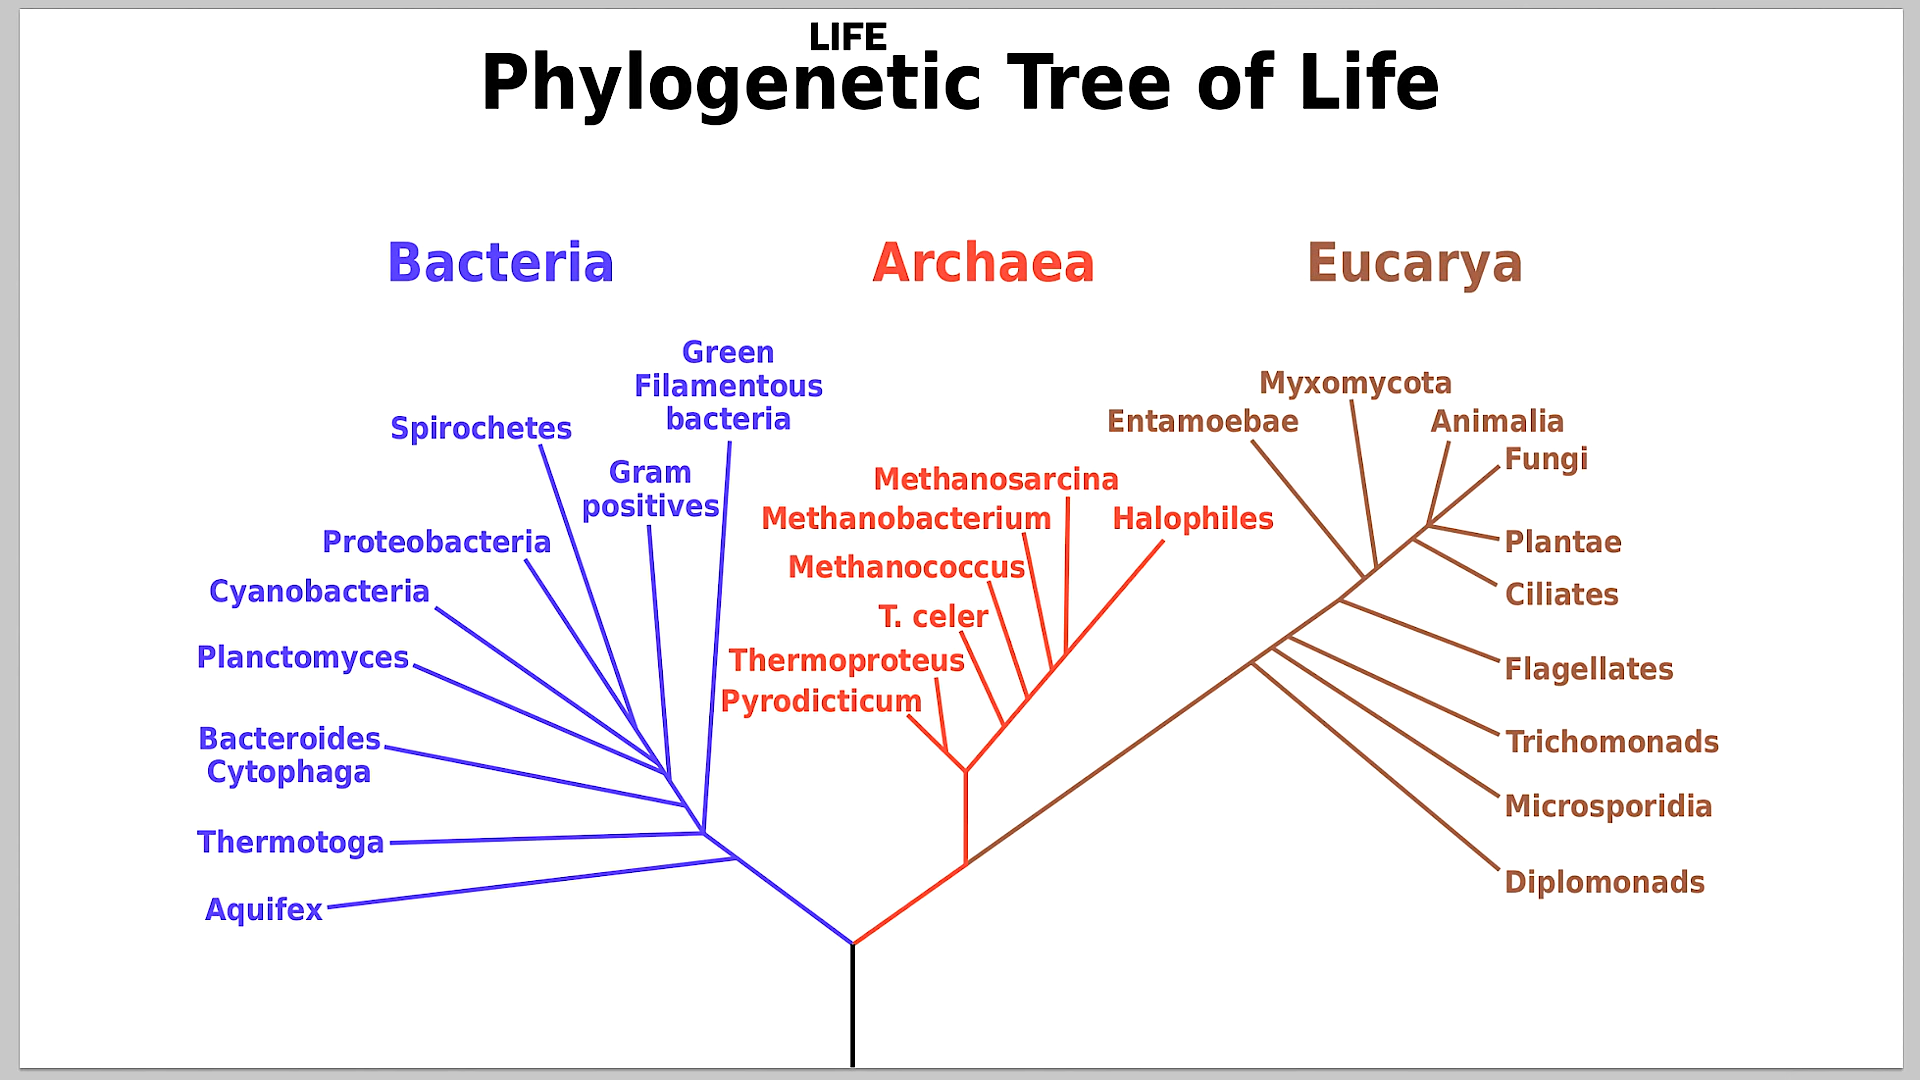 LIFE
Phylogenetic Tree of Life
Bacteria
Archaea
Eucarya
Green
Filamentous
bacteria
Spirochetes
Gram
positives
Proteobacteria
Cyanobacteria
Planctomyces
Bacteroides
Cytophaga
Thermotoga
Aquifex
Methanosarcina
Methanobacterium
Halophiles
Methanococcus
T. celer
Thermoproteus
Pyrodicticum
Myxomycota
Entamoebae
Animalia
Fungi
Plantae
Ciliates
Flagellates
Trichomonads
Microsporidia
Diplomonads